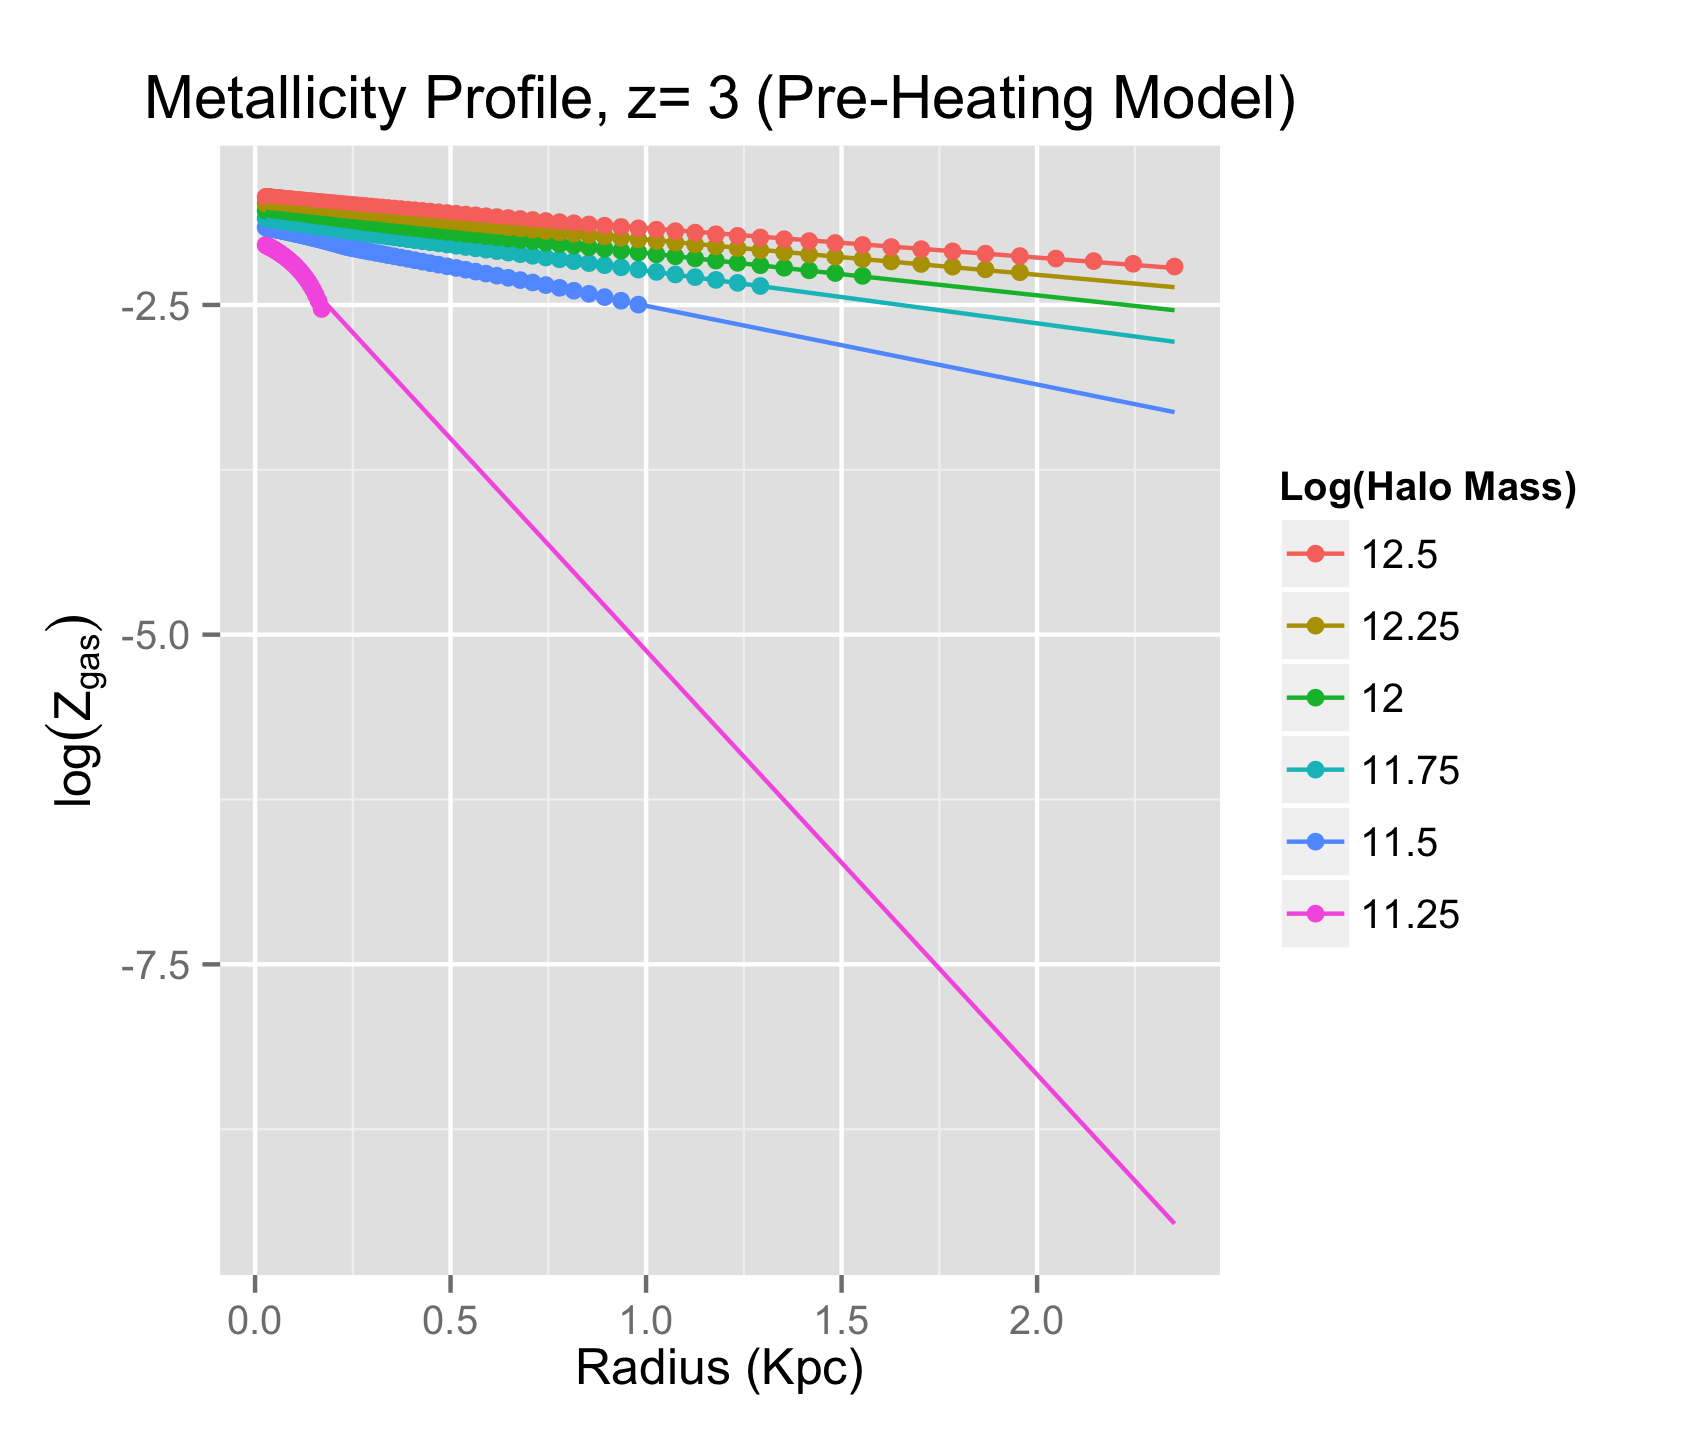 Metallicity Profile, z= 3 (Pre-Heating Model)
-2.5
-5.0
-7.5
log(Zgas)
0.0 0.5 1.0 1.5 2.0
Radius (Kpc)
Log(Halo Mass)
12.5
12.25
12
11.75
11.5
11.25